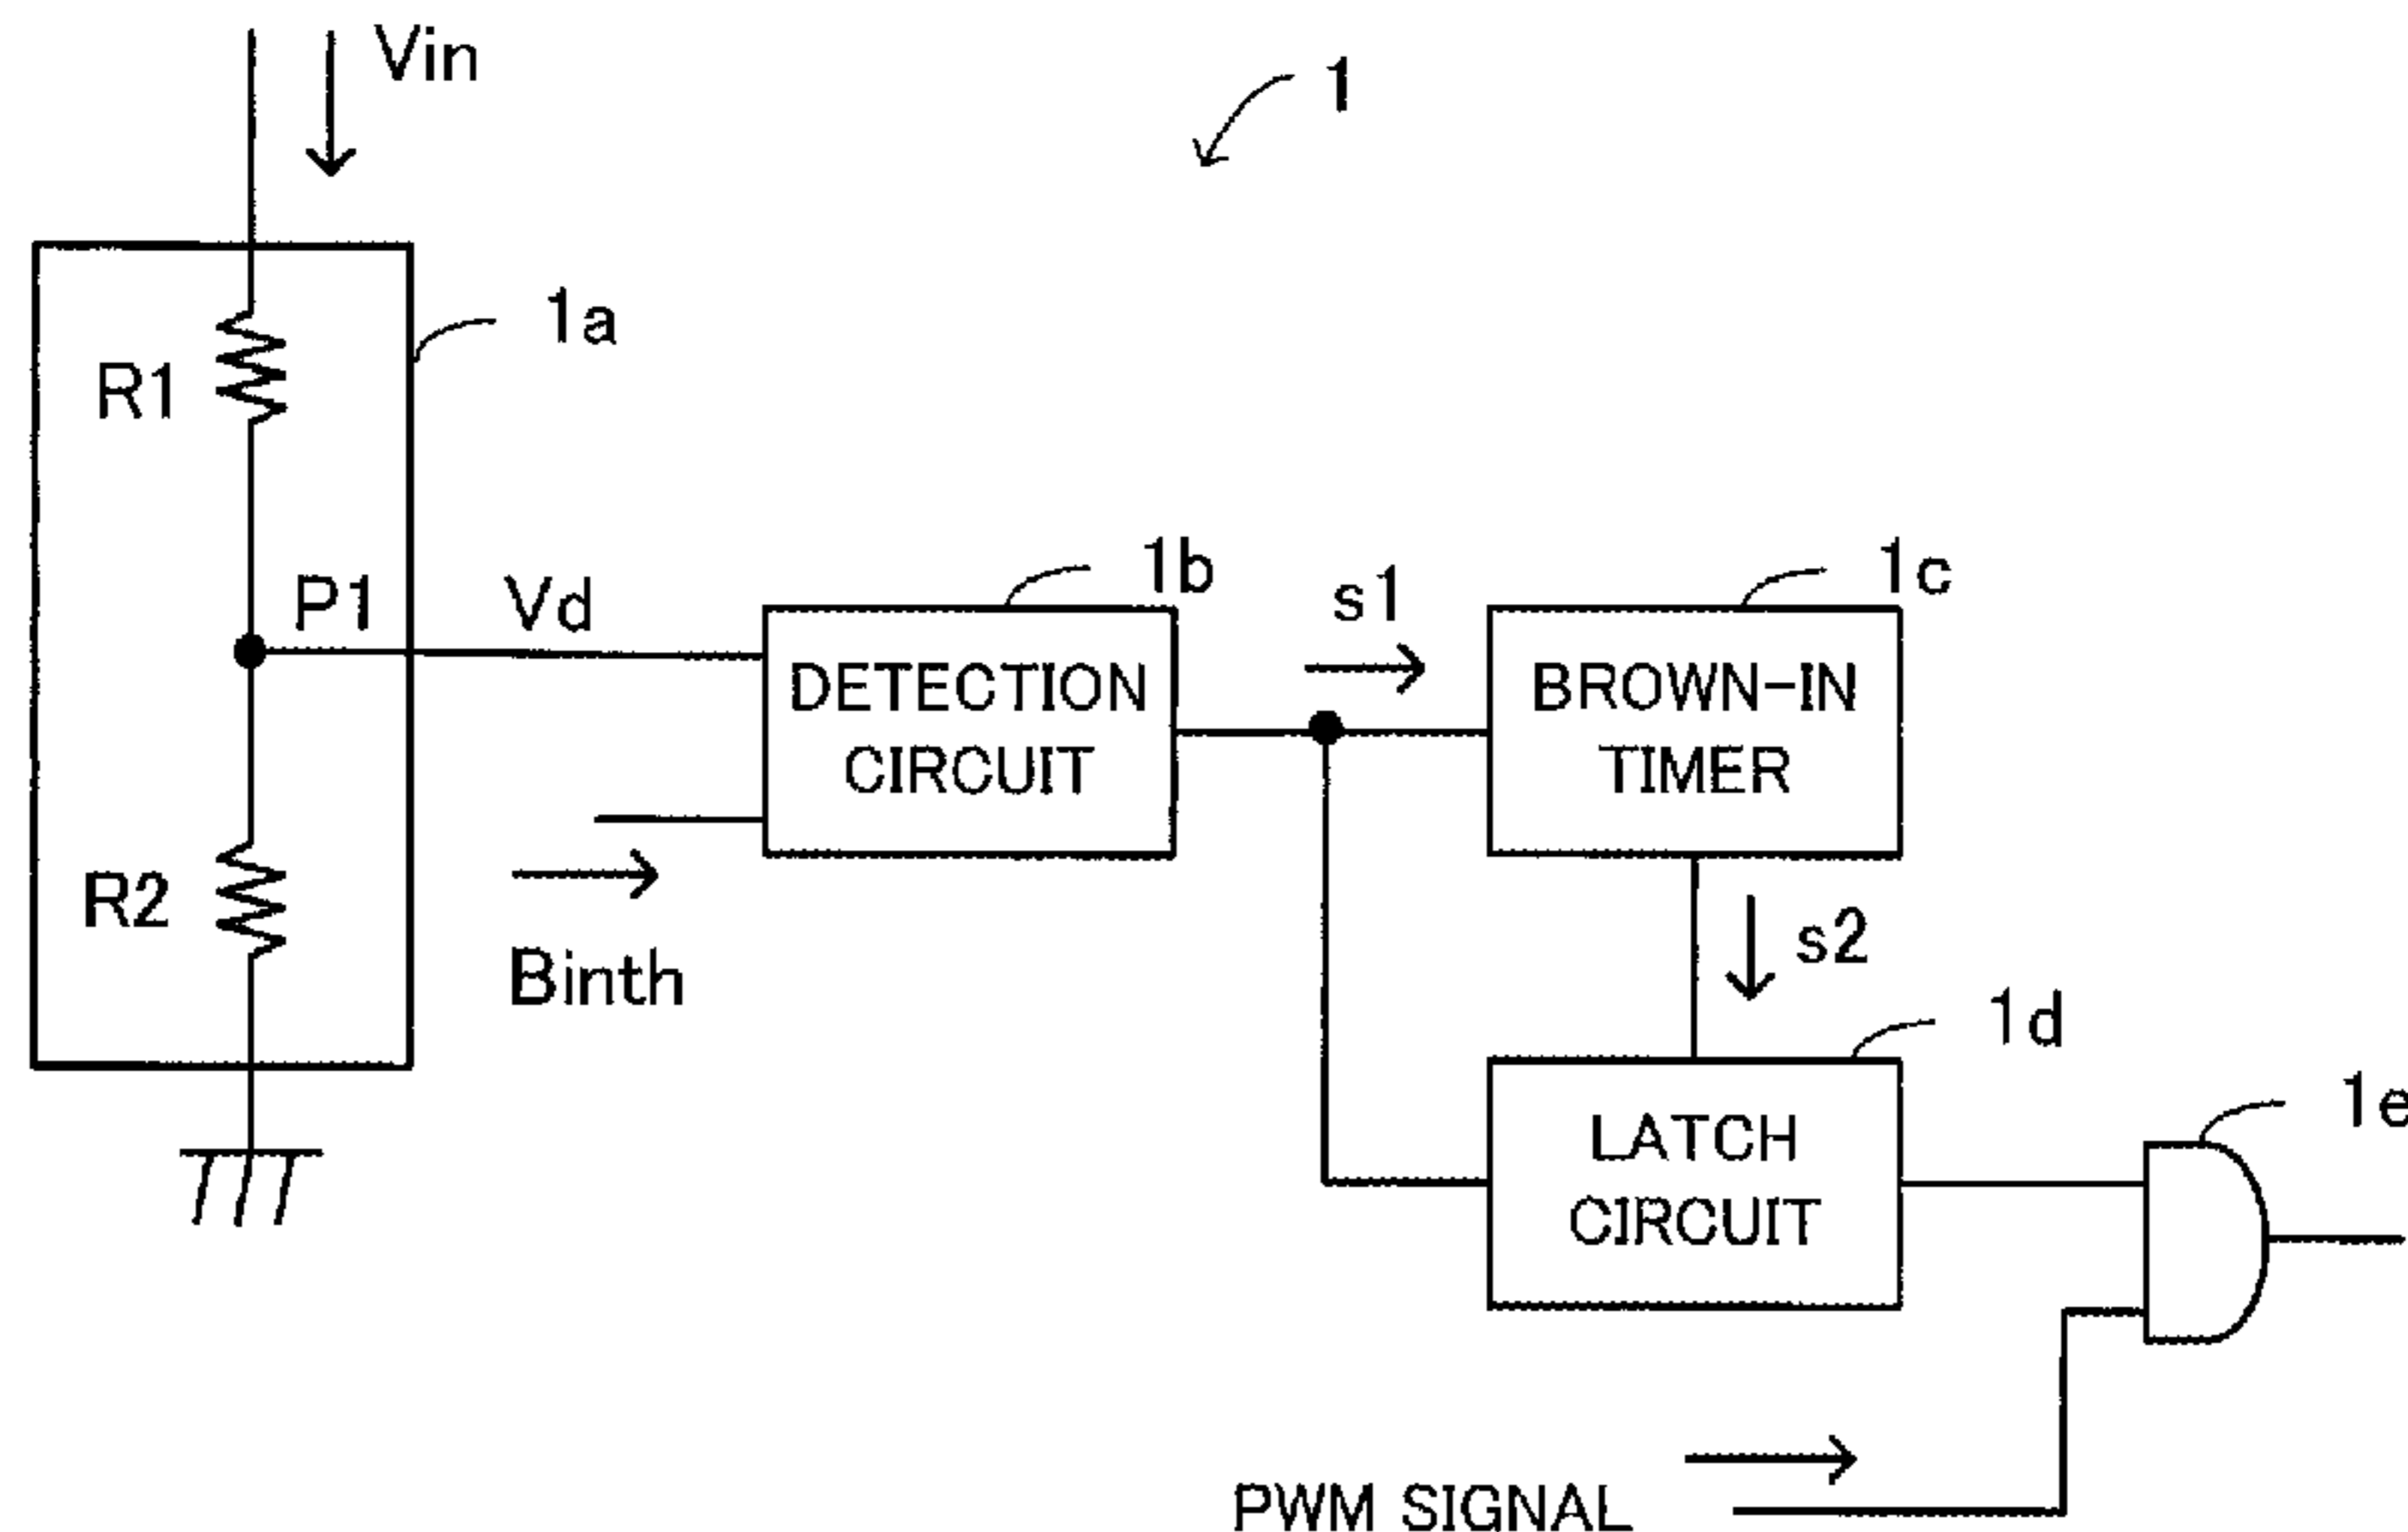 Vin
1
1a
R1
P1
Vd
1b
s1
1c
DETECTION
CIRCUIT
BROWN-IN
TIMER
R2
Binth
s2
1d
LATCH
CIRCUIT
1e
PWM SIGNAL